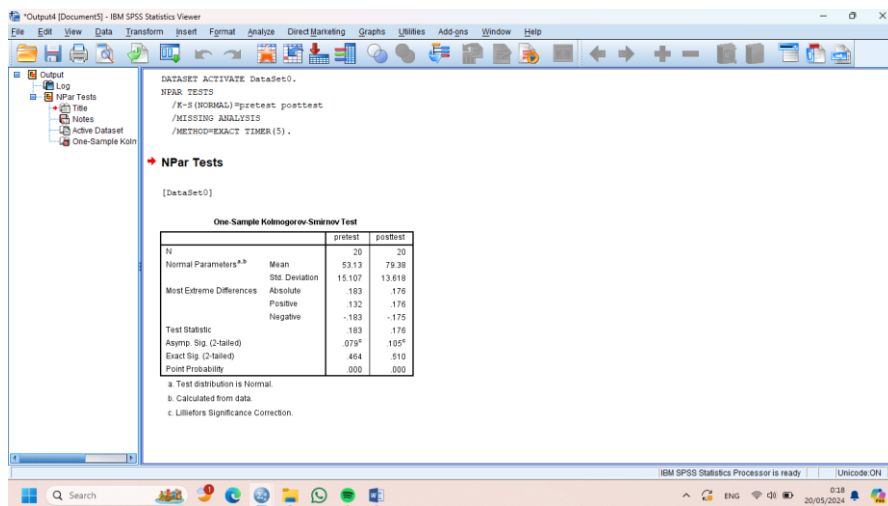 *Output4 [Document5] - IBM SPSS Statistics Viewer
File Edit View Data Transform Insert Format Analyze Direct Marketing Graphs Utilities Add-ons Window Help
Output
Log
NPar Tests
Title
Notes
Active Dataset
One-Sample Kolm
DATASET ACTIVATE DataSet0.
NPAR TESTS
/K-S(NORMAL)=pretest posttest
/MISSING ANALYSIS
/METHOD=EXACT TIMER(5).
NPar Tests
[DataSet0]
One-Sample Kolmogorov-Smirnov Test
pretest posttest
N 20 20
Normal Parameters a,b Mean 53.13 79.38
Std. Deviation 15.107 13.618
Most Extreme Differences Absolute .183 .176
Positive .132 .176
Negative -.183 -.175
Test Statistic .183 .176
Asymp. Sig. (2-tailed) .079c .105c
Exact Sig. (2-tailed) .464 .510
Point Probability .000 .000
a. Test distribution is Normal.
b. Calculated from data.
c. Lilliefors Significance Correction.
IBM SPSS Statistics Processor is ready Unicode:ON
Search ENG 0:18
20/05/2024